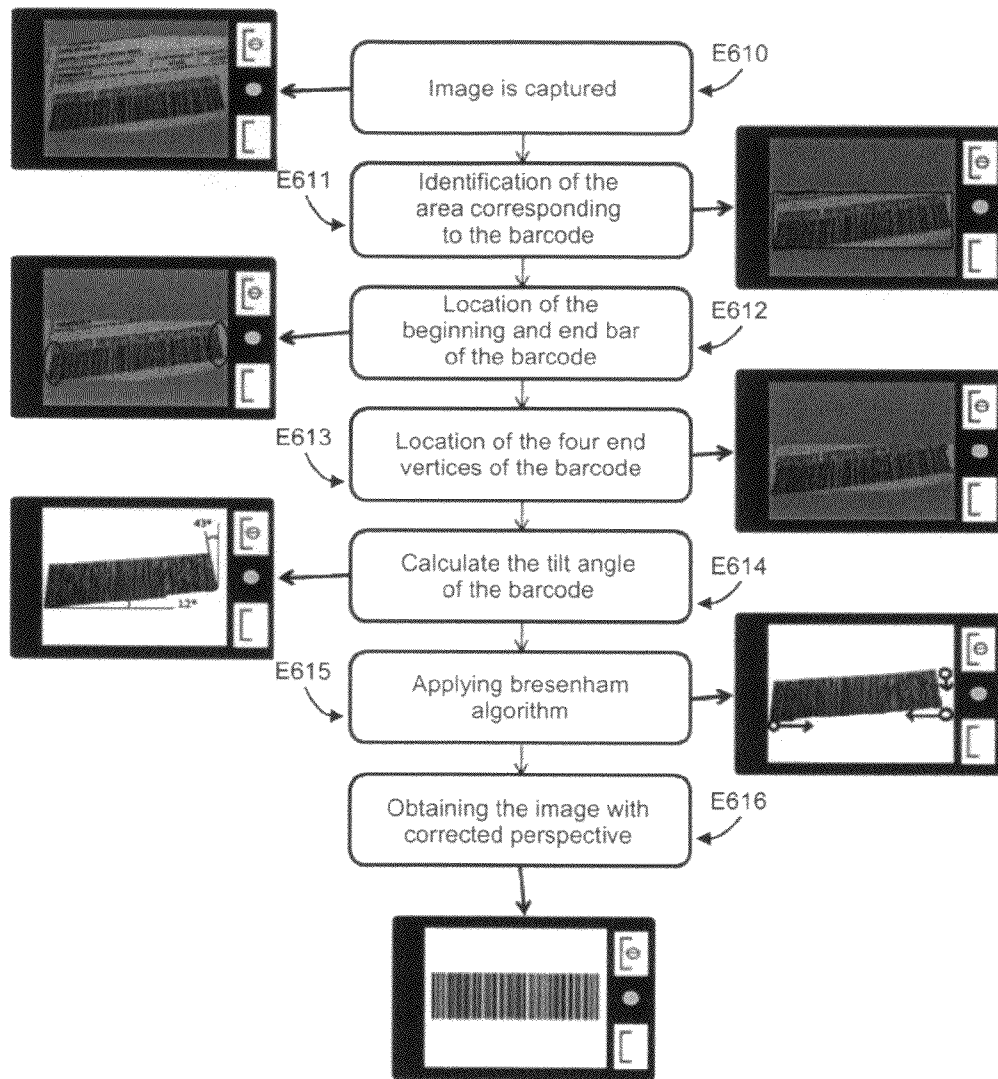 E610
Image is captured
E611
Identification of the
area corresponding
to the barcode
Location of the
beginning and end bar
of the barcode
E612
E613
Location of the four end
vertices of the barcode
43°
12°
Calculate the tilt angle
of the barcode
E614
E615
Applying bresenham
algorithm
Obtaining the image with
corrected perspective
E616